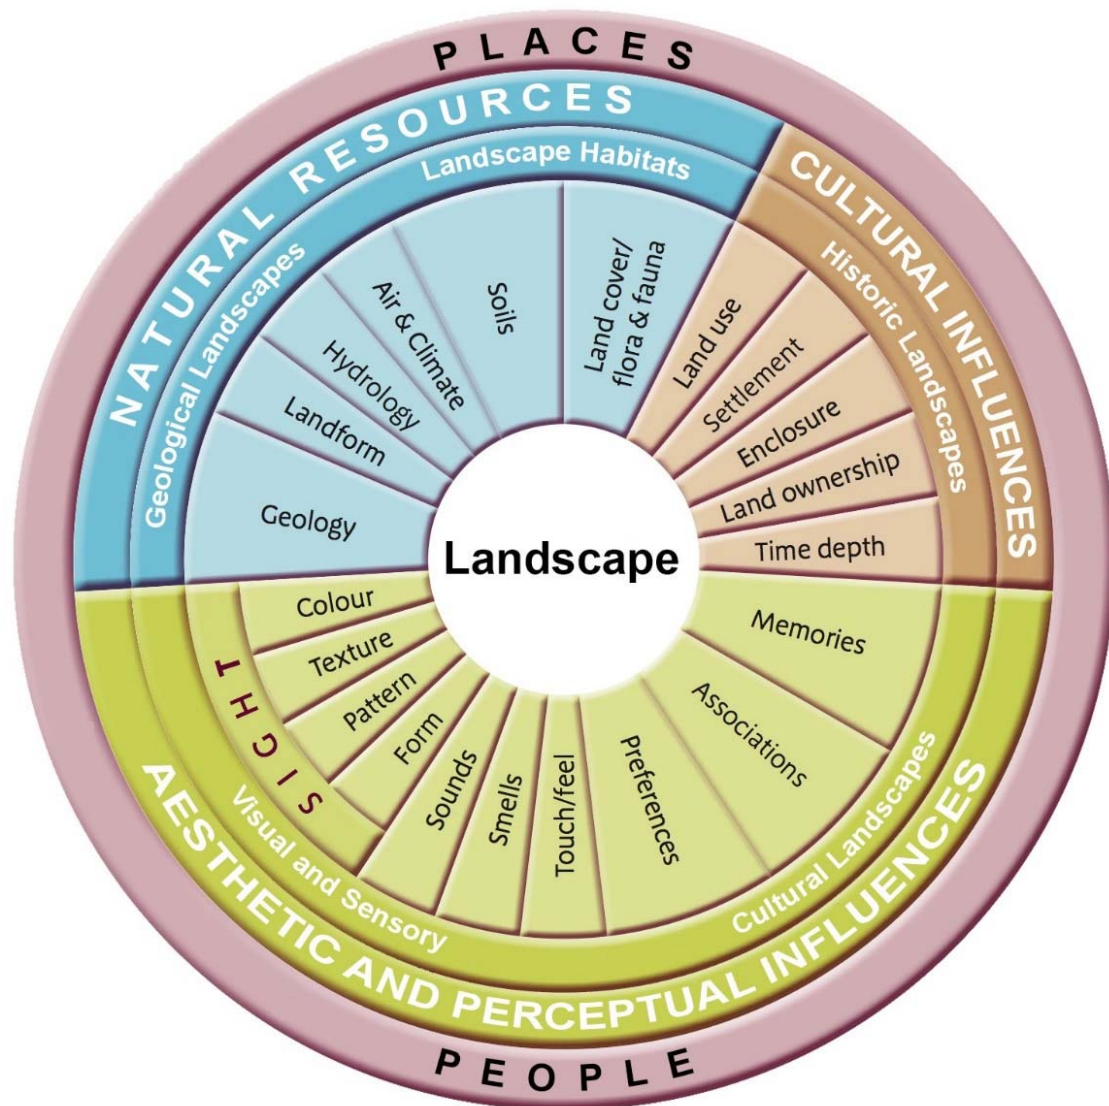 PLACES
NATURAL RESOURCES
CULTURAL INFLUENCES
Geological Landscapes
Landscape Habitats
Historic Landscapes
Geology
Landform
Hydrology
Air & Climate
Soils
Land cover/
flora & fauna
Land use
Settlement
Enclosure
Land ownership
Time depth
Landscape
Colour
Texture
Pattern
Form
SIGHT
Sounds
Smells
Touch/feel
Preferences
Associations
Memories
Visual and Sensory
Cultural Landscapes
AESTHETIC AND PERCEPTUAL INFLUENCES
PEOPLE